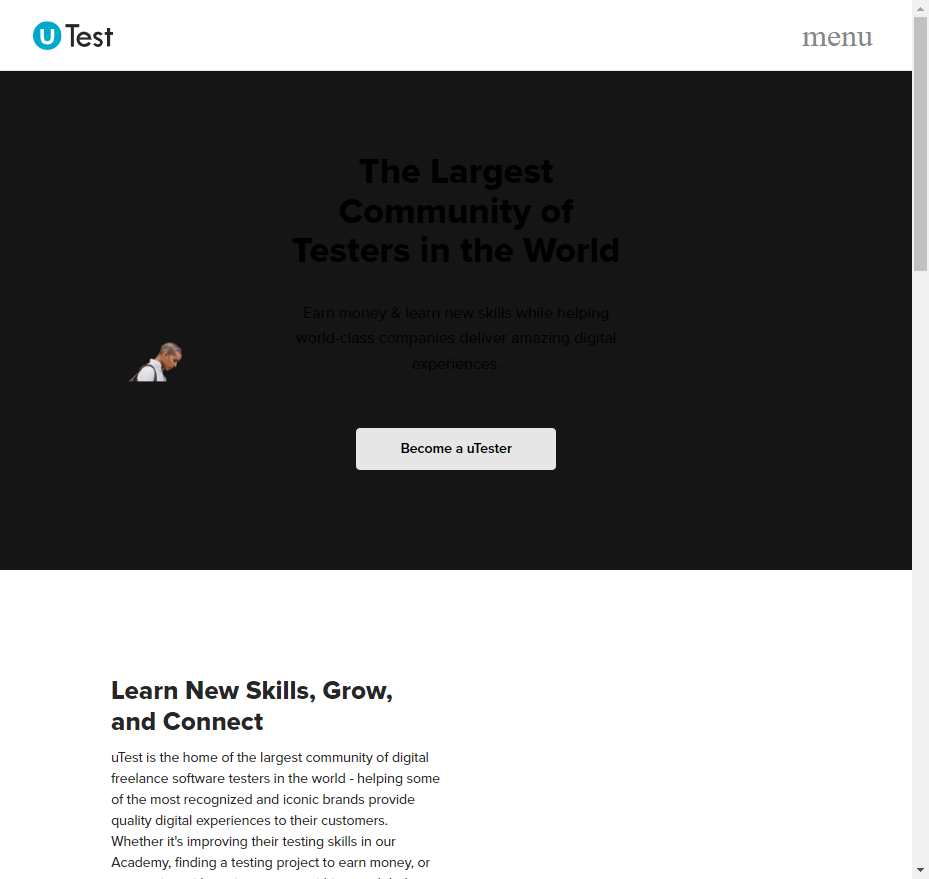 uTest
menu
The Largest
Community of
Testers in the World
Earn money & learn new skills while helping
world-class companies deliver amazing digital
experiences.
Become a uTester
Learn New Skills, Grow,
and Connect
uTest is the home of the largest community of digital
freelance software testers in the world - helping some
of the most recognized and iconic brands provide
quality digital experiences to their customers.
Whether it's improving their testing skills in our
Academy, finding a testing project to earn money, or